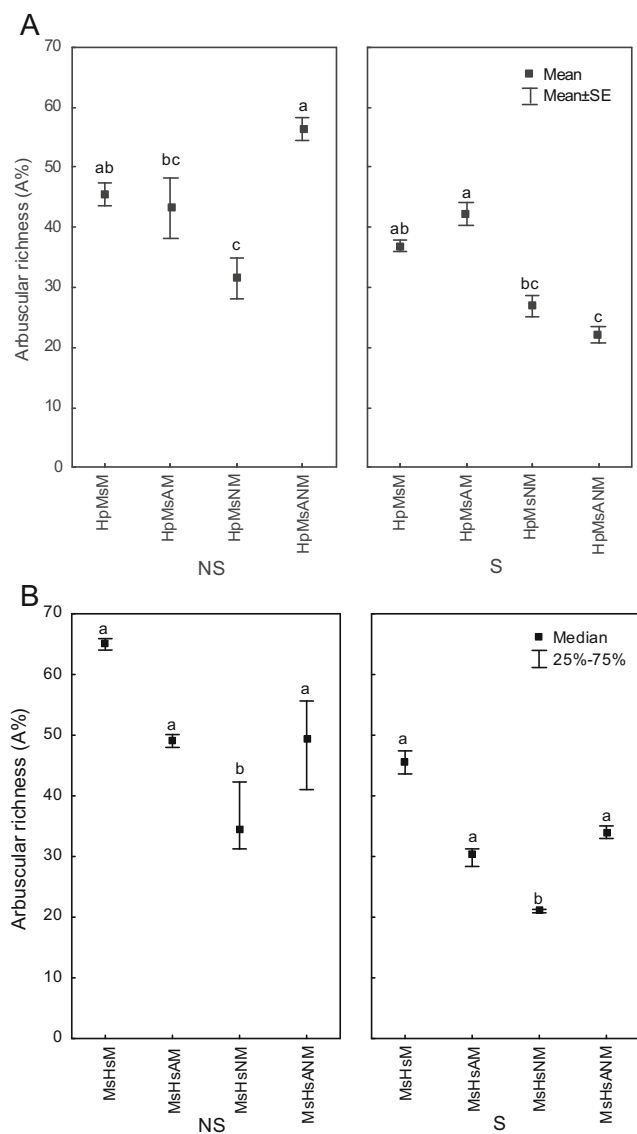 A
Arbuscular richness (A%)
70
60
50
40
30
20
10
0
ab
bc
c
a
HpMsM
HpMsAM
HpMsNM
HpMsANM
NS
Mean
Mean±SE
ab
a
bc
c
HpMsM
HpMsAM
HpMsNM
HpMsANM
S
B
Arbuscular richness (A%)
70
60
50
40
30
20
10
0
a
a
b
a
MsHsM
MsHsAM
MsHsNM
MsHsANM
NS
Median
25%-75%
a
a
b
a
MsHsM
MsHsAM
MsHsNM
MsHsANM
S